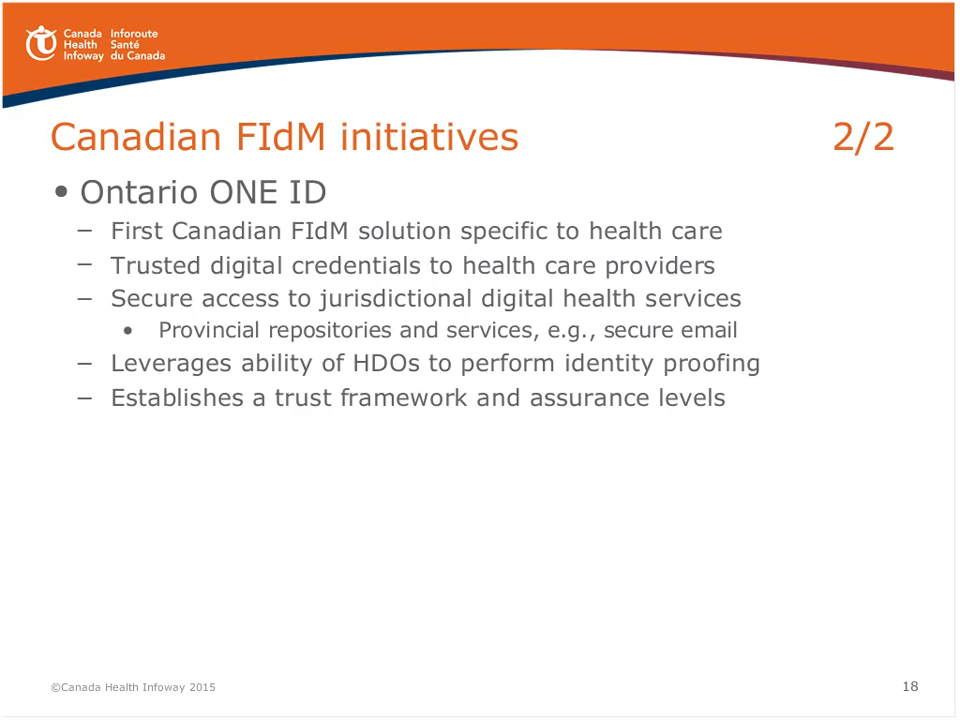 Canada Inforoute
Health Santé
Infoway du Canada
Canadian FIdM initiatives 2/2
• Ontario ONE ID
– First Canadian FIdM solution specific to health care
– Trusted digital credentials to health care providers
– Secure access to jurisdictional digital health services
• Provincial repositories and services, e.g., secure email
– Leverages ability of HDOs to perform identity proofing
– Establishes a trust framework and assurance levels
©Canada Health Infoway 2015 18